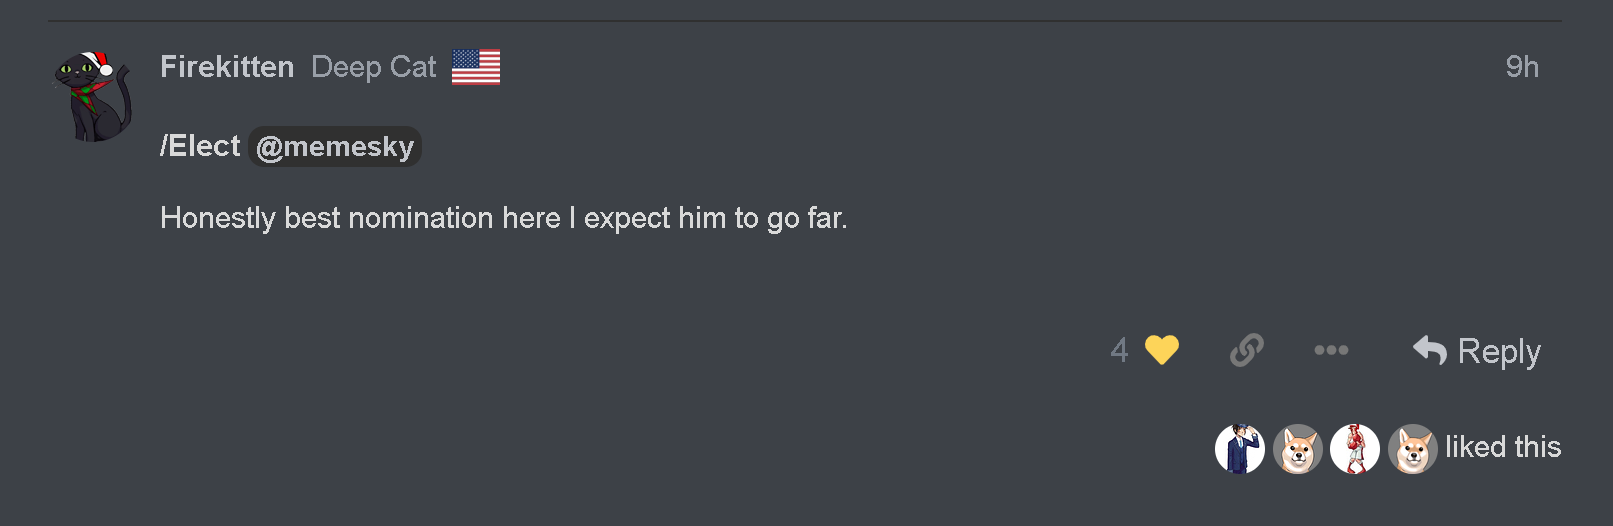 Firekitten Deep Cat 9h
/Elect @memesky
Honestly best nomination here I expect him to go far.
4 Reply
liked this